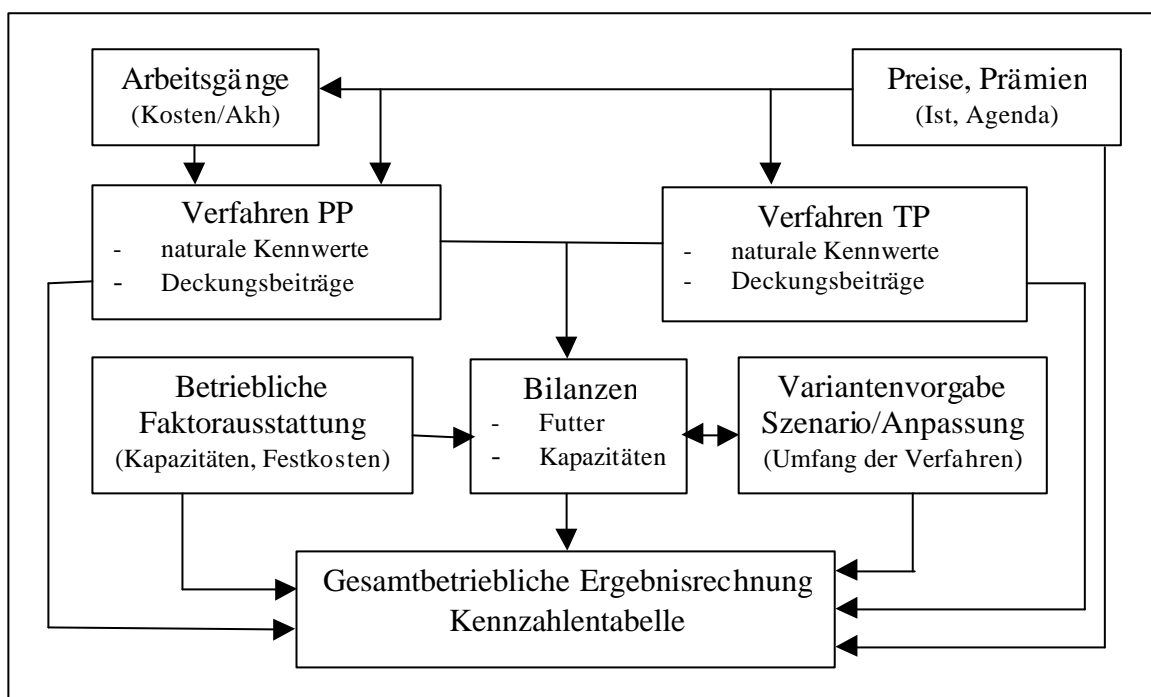 Arbeitsgänge
(Kosten/Akh)
Preise, Prämien
(Ist, Agenda)
Verfahren PP
- naturale Kennwerte
- Deckungsbeiträge
Verfahren TP
- naturale Kennwerte
- Deckungsbeiträge
Betriebliche
Faktorausstattung
(Kapazitäten, Festkosten)
Bilanzen
- Futter
- Kapazitäten
Variantenvorgabe
Szenario/Anpassung
(Umfang der Verfahren)
Gesamtbetriebliche Ergebnisrechnung
Kennzahlentabelle